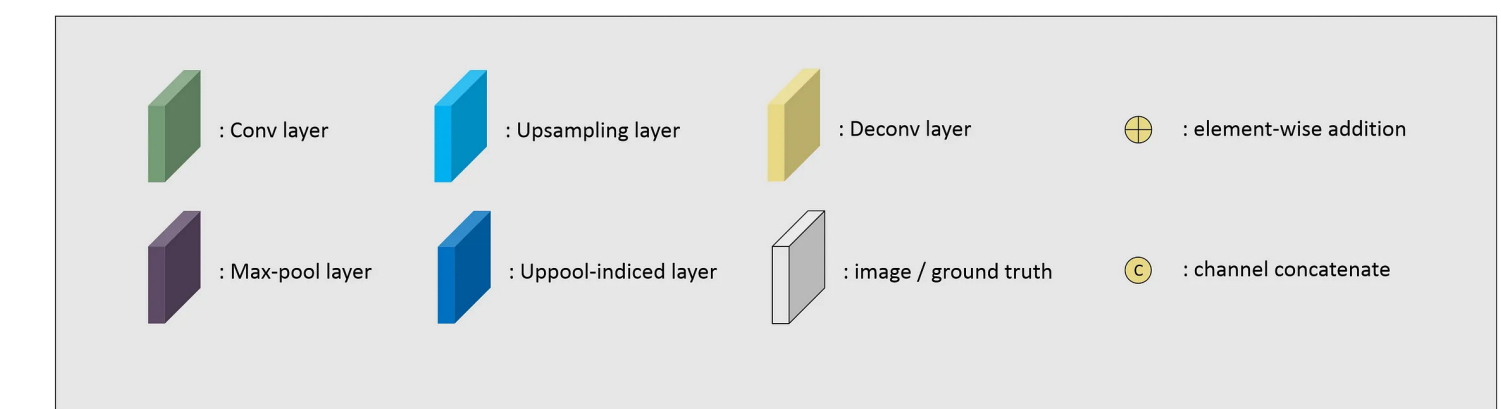 : Conv layer
: Upsampling layer
: Deconv layer
: element-wise addition
: Max-pool layer
: Uppool-indiced layer
: image / ground truth
C : channel concatenate